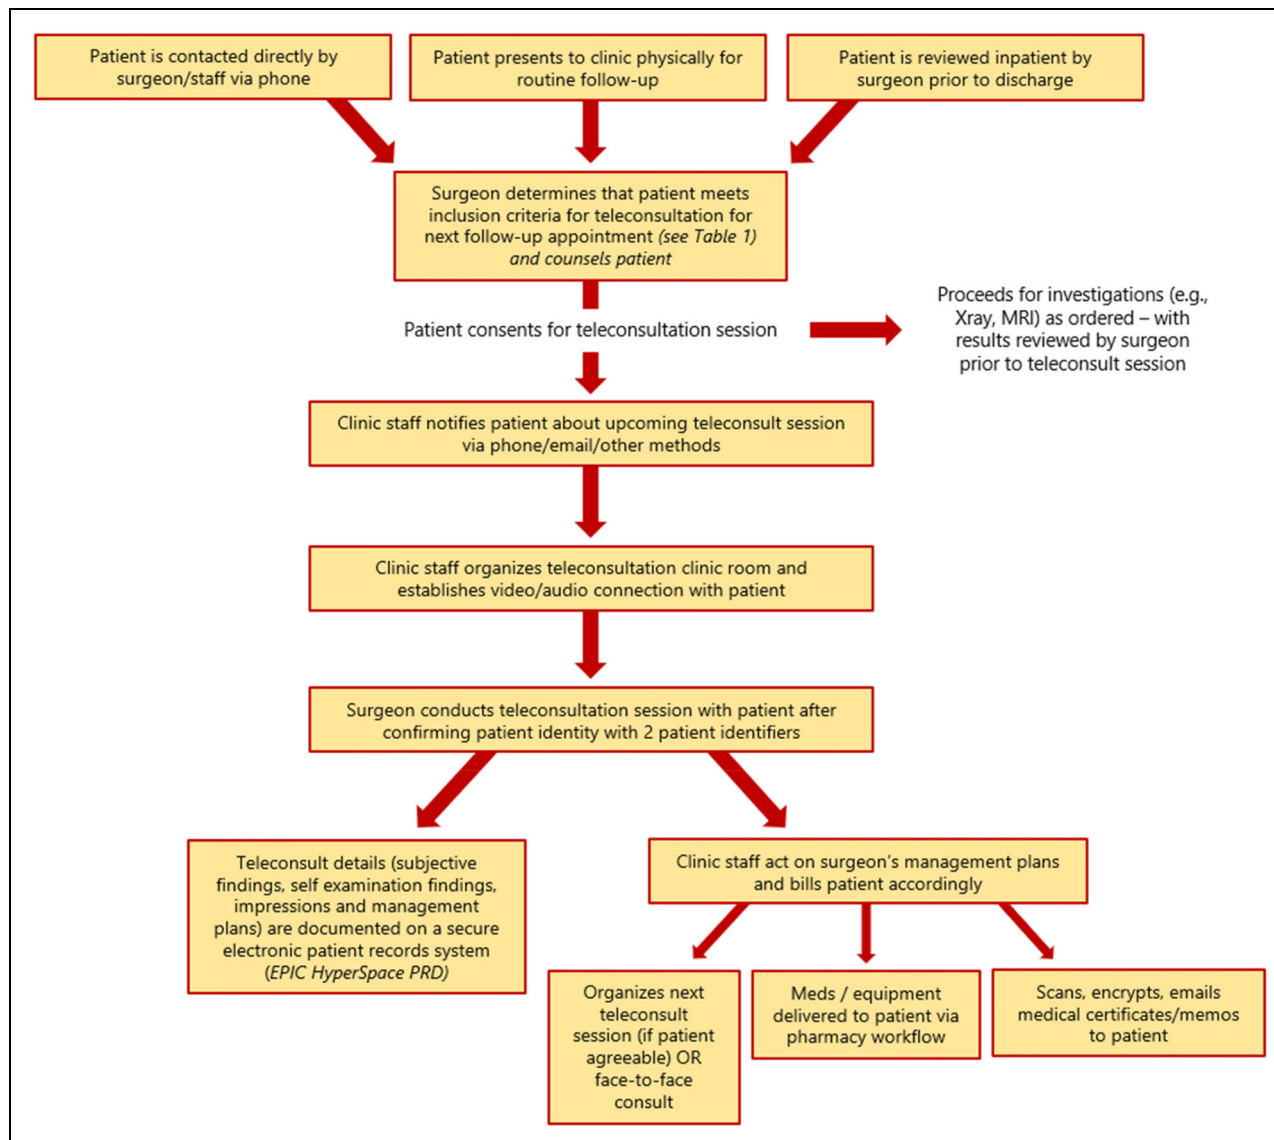 Patient is contacted directly by
surgeon/staff via phone
Patient presents to clinic physically for
routine follow-up
Patient is reviewed inpatient by
surgeon prior to discharge
Surgeon determines that patient meets
inclusion criteria for teleconsultation for
next follow-up appointment (see Table 1)
and counsels patient
Patient consents for teleconsultation session
Proceeds for investigations (e.g.,
Xray, MRI) as ordered – with
results reviewed by surgeon
prior to teleconsult session
Clinic staff notifies patient about upcoming teleconsult session
via phone/email/other methods
Clinic staff organizes teleconsultation clinic room and
establishes video/audio connection with patient
Surgeon conducts teleconsultation session with patient after
confirming patient identity with 2 patient identifiers
Teleconsult details (subjective
findings, self examination findings,
impressions and management
plans) are documented on a secure
electronic patient records system
(EPIC HyperSpace PRD)
Clinic staff act on surgeon's management plans
and bills patient accordingly
Organizes next
teleconsult
session (if patient
agreeable) OR
face-to-face
consult
Meds / equipment
delivered to patient via
pharmacy workflow
Scans, encrypts, emails
medical certificates/memos
to patient